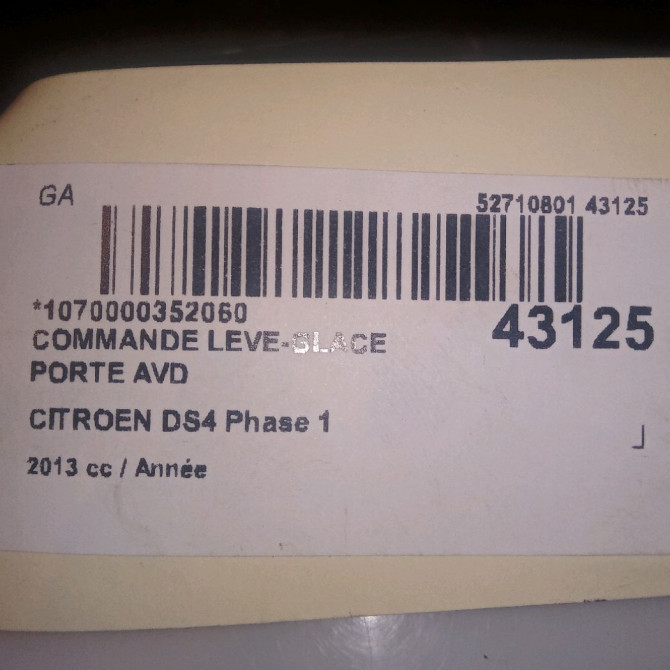 GA
52710801 43125
*1070000352060
43125
COMMANDE LEVE-GLACE
PORTE AVD
CITROEN DS4 Phase 1
2013 cc / Année